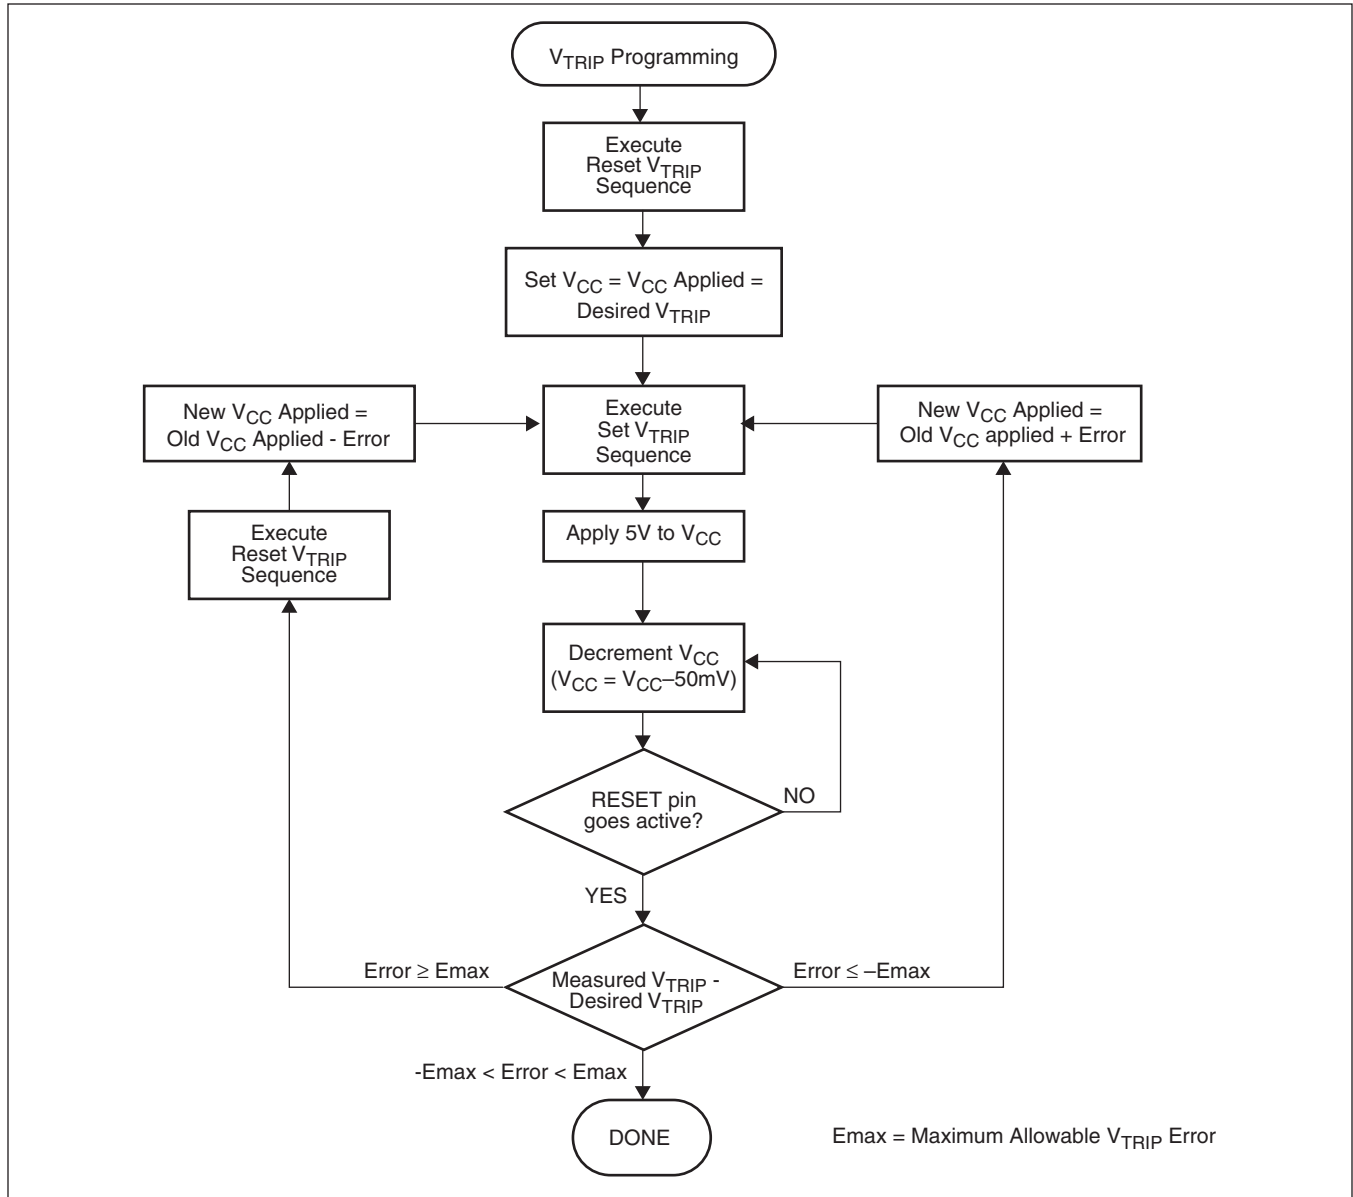 VTRIP Programming
Execute
Reset VTRIP
Sequence
Set VCC = VCC Applied =
Desired VTRIP
New VCC Applied =
Old VCC Applied - Error
Execute
Set VTRIP
Sequence
New VCC Applied =
Old VCC applied + Error
Execute
Reset VTRIP
Sequence
Apply 5V to VCC
Decrement VCC
(VCC = VCC–50mV)
RESET pin
goes active?
NO
YES
Error ≥ Emax
Measured VTRIP -
Desired VTRIP
Error ≤ –Emax
-Emax < Error < Emax
DONE
Emax = Maximum Allowable VTRIP Error